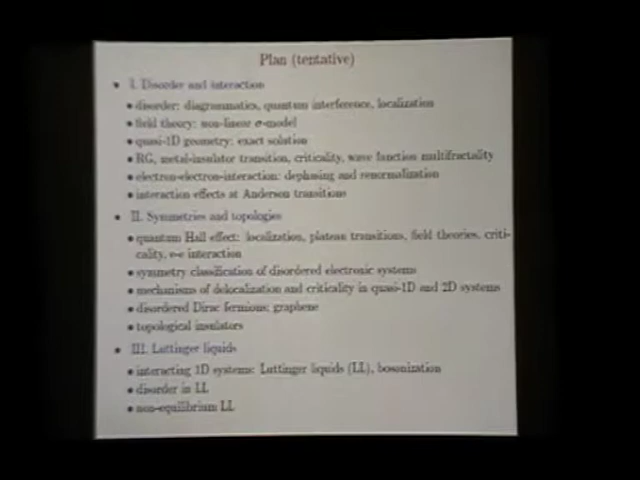 Plan (tentative)
• I. Disorder and interaction
• disorder: diagrammatics, quantum interference, localization
• field theory: non-linear σ-model
• quasi-1D geometry: exact solution
• RG, metal-insulator transition, criticality, wave function multifractality
• electron-electron-interaction: dephasing and renormalization
• interaction effects at Anderson transitions
• II. Symmetries and topologies
• quantum Hall effect: localization, plateau transitions, field theories, criti-
cality, e-e interaction
• symmetry classification of disordered electronic systems
• mechanisms of delocalization and criticality in quasi-1D and 2D systems
• disordered Dirac fermions: graphene
• topological insulators
• III. Luttinger liquids
• interacting 1D systems: Luttinger liquids (LL), bosonization
• disorder in LL
• non-equilibrium LL